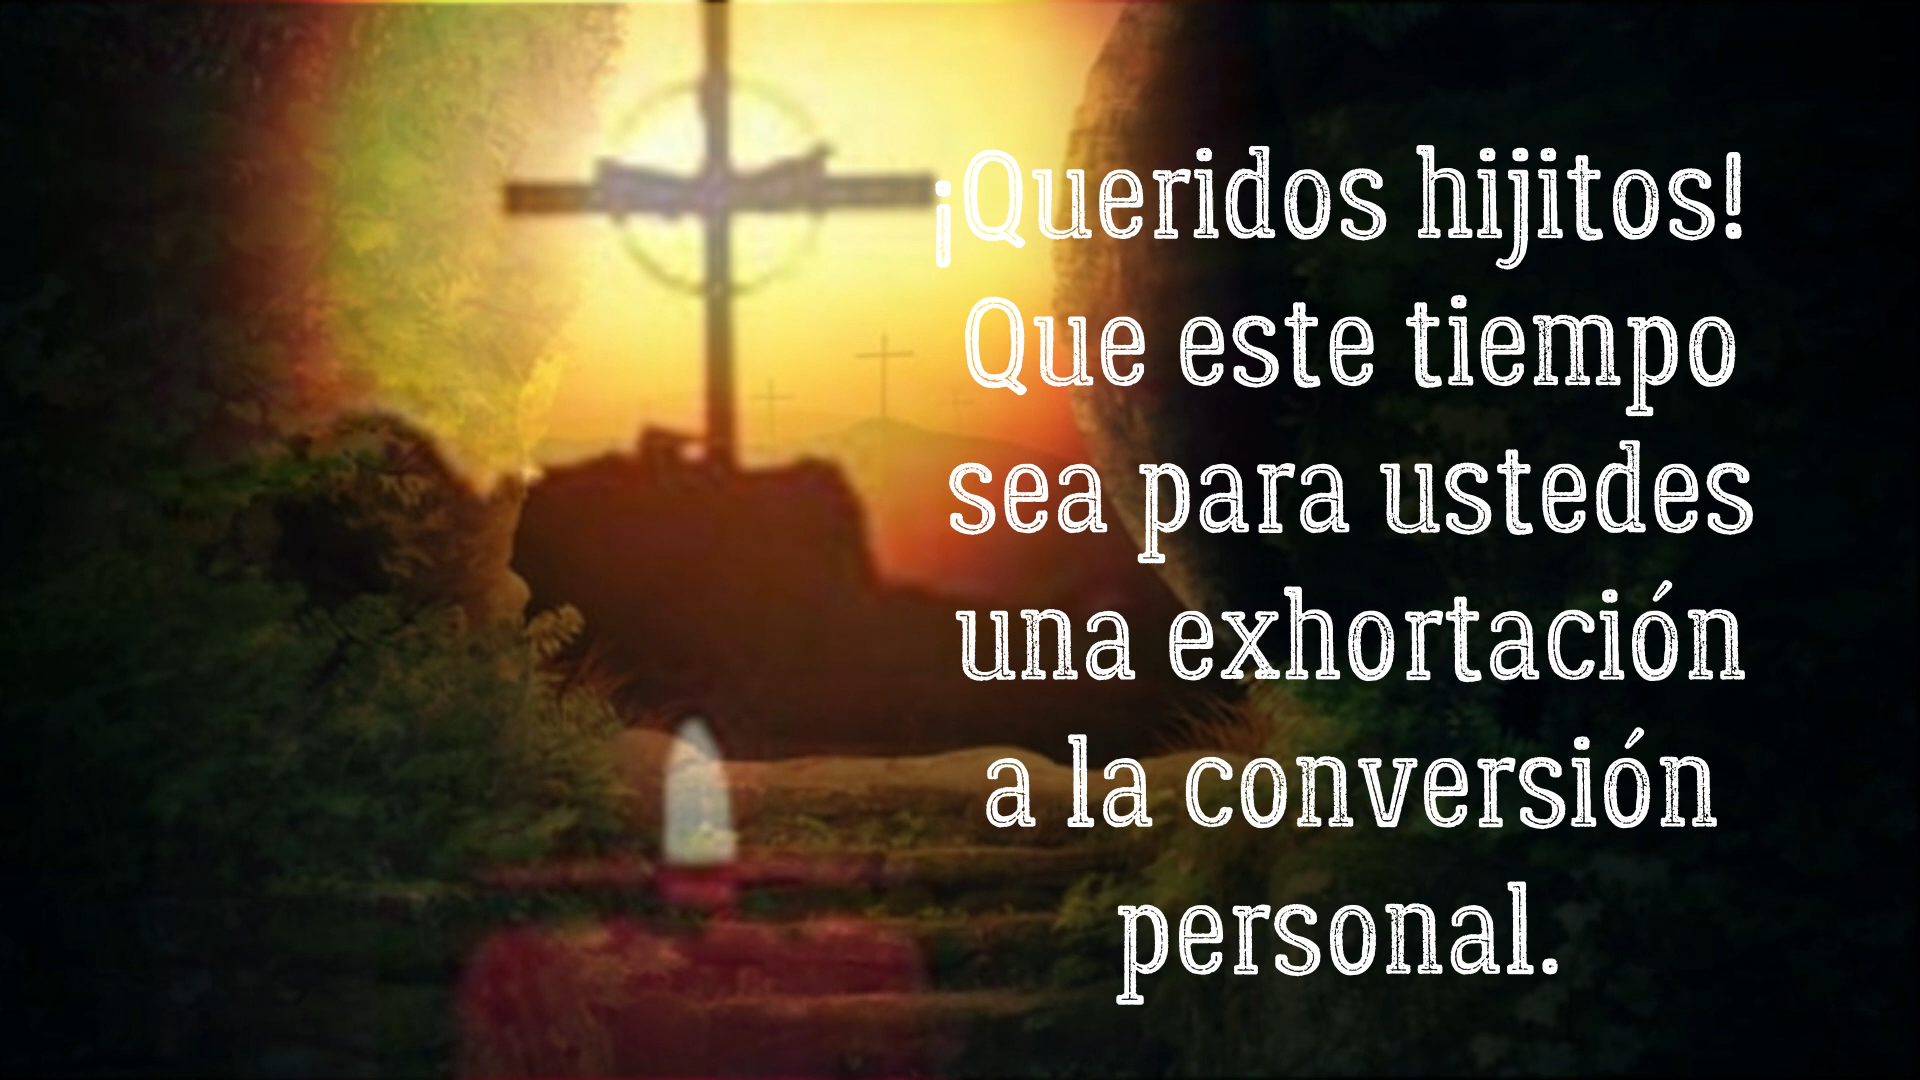 ¡Queridos hijitos!
Que este tiempo
sea para ustedes
una exhortación
a la conversión
personal.